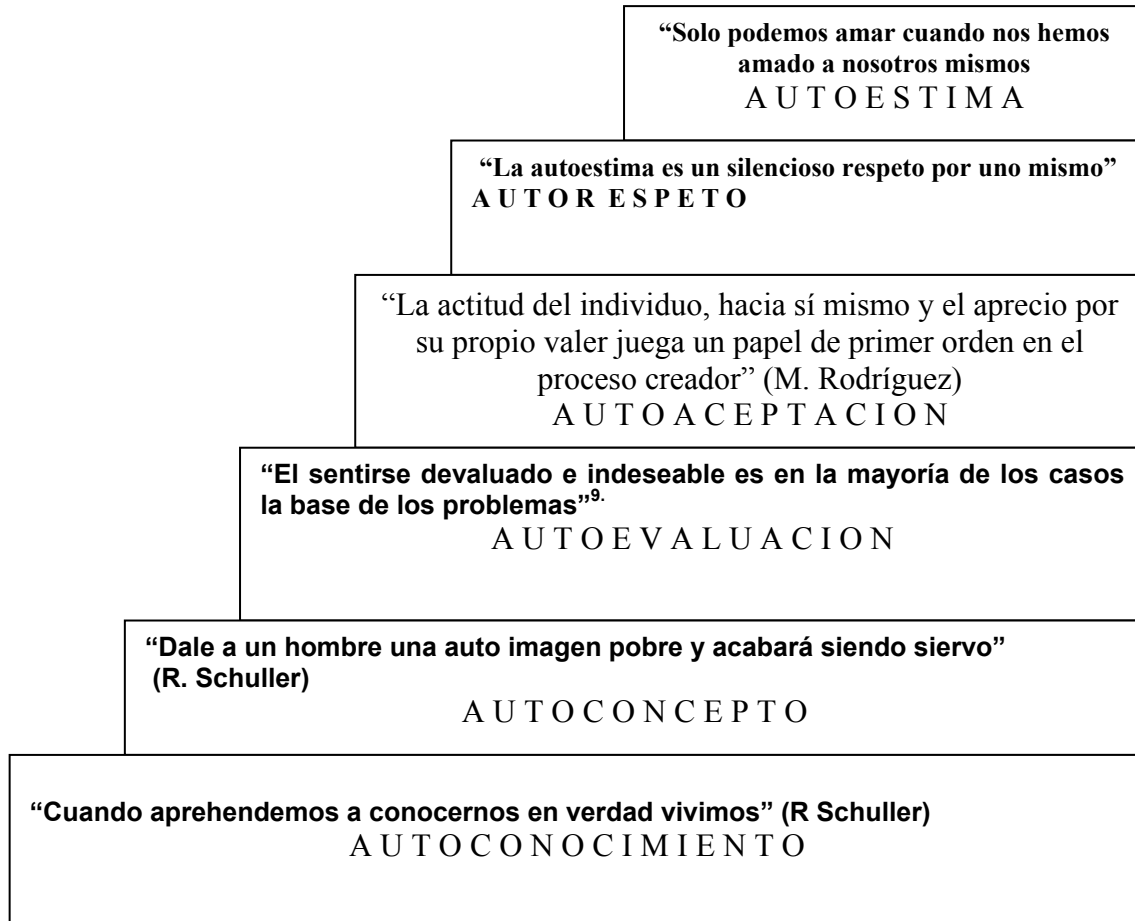 “Solo podemos amar cuando nos hemos
amado a nosotros mismos
A U T O E S T I M A
“La autoestima es un silencioso respeto por uno mismo”
A U T O R  E S P E T O
“La actitud del individuo, hacia sí mismo y el aprecio por
su propio valer juega un papel de primer orden en el
proceso creador” (M. Rodríguez)
A U T O A C E P T A C I O N
“El sentirse devaluado e indeseable es en la mayoría de los casos
la base de los problemas”9.
A U T O E V A L U A C I O N
“Dale a un hombre una auto imagen pobre y acabará siendo siervo”
(R. Schuller)
A U T O C O N C E P T O
“Cuando aprehendemos a conocernos en verdad vivimos” (R Schuller)
A U T O C O N O C I M I E N T O